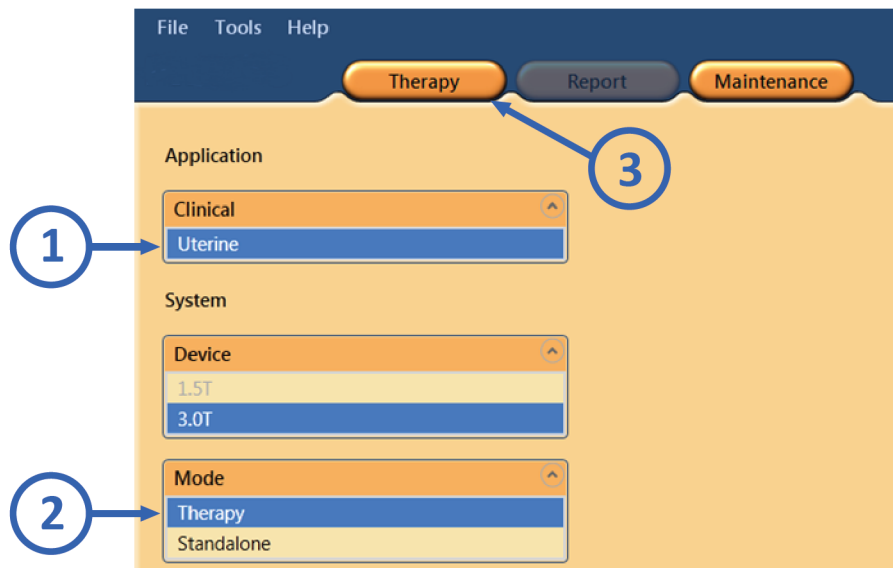 File Tools Help
Therapy Report Maintenance
Application
3
Clinical
1
Uterine
System
Device
1.5T
3.0T
Mode
2
Therapy
Standalone